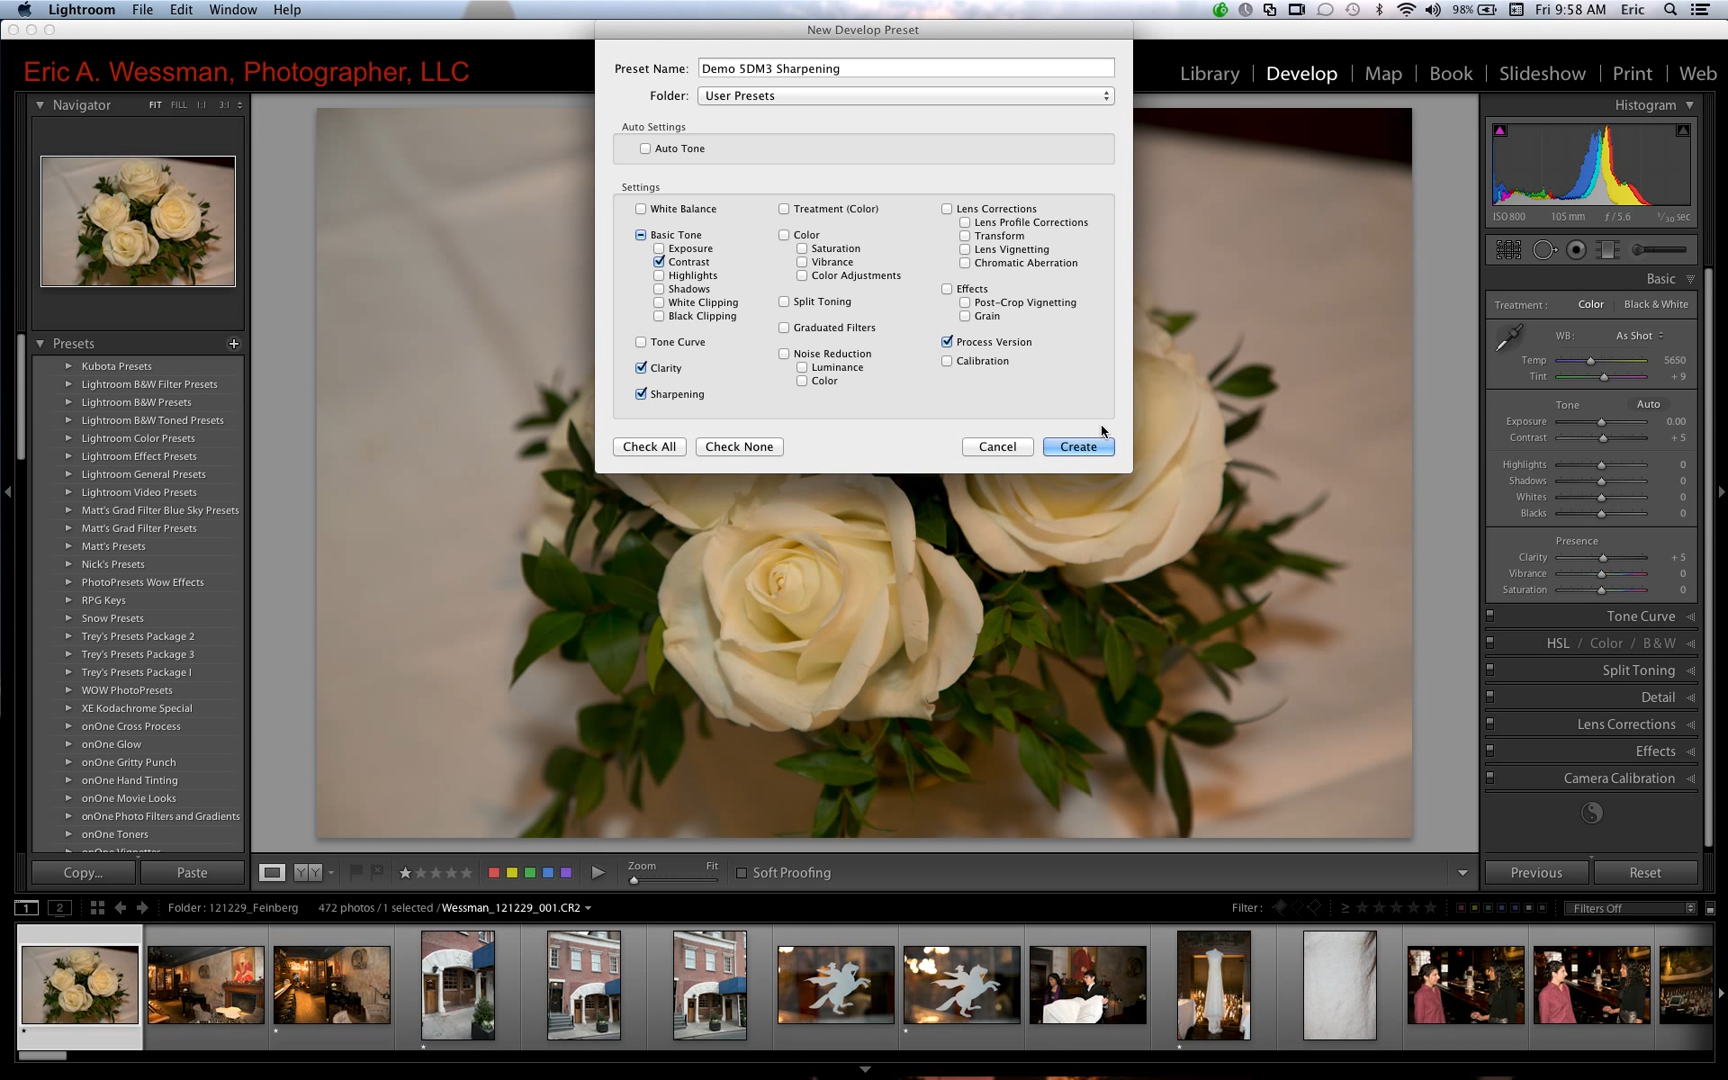 Lightroom File Edit Window Help 98% Fri 9:58 AM Eric
New Develop Preset
Eric A. Wessman, Photographer, LLC
Library Develop Map Book Slideshow Print Web
Preset Name: Demo 5DM3 Sharpening
Folder: User Presets
Auto Settings
Auto Tone
Settings
White Balance
Basic Tone
Exposure
Contrast
Highlights
Shadows
White Clipping
Black Clipping
Tone Curve
Clarity
Sharpening
Treatment (Color)
Color
Saturation
Vibrance
Color Adjustments
Split Toning
Graduated Filters
Noise Reduction
Luminance
Color
Lens Corrections
Lens Profile Corrections
Transform
Lens Vignetting
Chromatic Aberration
Effects
Post-Crop Vignetting
Grain
Process Version
Calibration
Check All Check None Cancel Create
Navigator FIT FILL 1:1 3:1
Presets +
Kubota Presets
Lightroom B&W Filter Presets
Lightroom B&W Presets
Lightroom B&W Toned Presets
Lightroom Color Presets
Lightroom Effect Presets
Lightroom General Presets
Lightroom Video Presets
Matt's Grad Filter Blue Sky Presets
Matt's Grad Filter Presets
Matt's Presets
Nick's Presets
PhotoPresets Wow Effects
RPG Keys
Snow Presets
Trey's Presets Package 2
Trey's Presets Package 3
Trey's Presets Package I
WOW PhotoPresets
XE Kodachrome Special
onOne Cross Process
onOne Glow
onOne Gritty Punch
onOne Hand Tinting
onOne Movie Looks
onOne Photo Filters and Gradients
onOne Toners
onOne Vignettes
Copy... Paste
Histogram
ISO 800 105 mm ƒ / 5.6 1/30 sec
Basic
Treatment : Color Black & White
WB: As Shot
Temp 5650
Tint + 9
Tone Auto
Exposure 0.00
Contrast + 5
Highlights 0
Shadows 0
Whites 0
Blacks 0
Presence
Clarity + 5
Vibrance 0
Saturation 0
Tone Curve
HSL / Color / B & W
Split Toning
Detail
Lens Corrections
Effects
Camera Calibration
Previous Reset
YY Zoom Fit Soft Proofing
1 2 Folder : 121229_Feinberg 472 photos / 1 selected / Wessman_121229_001.CR2 Filter : ≥ Filters Off